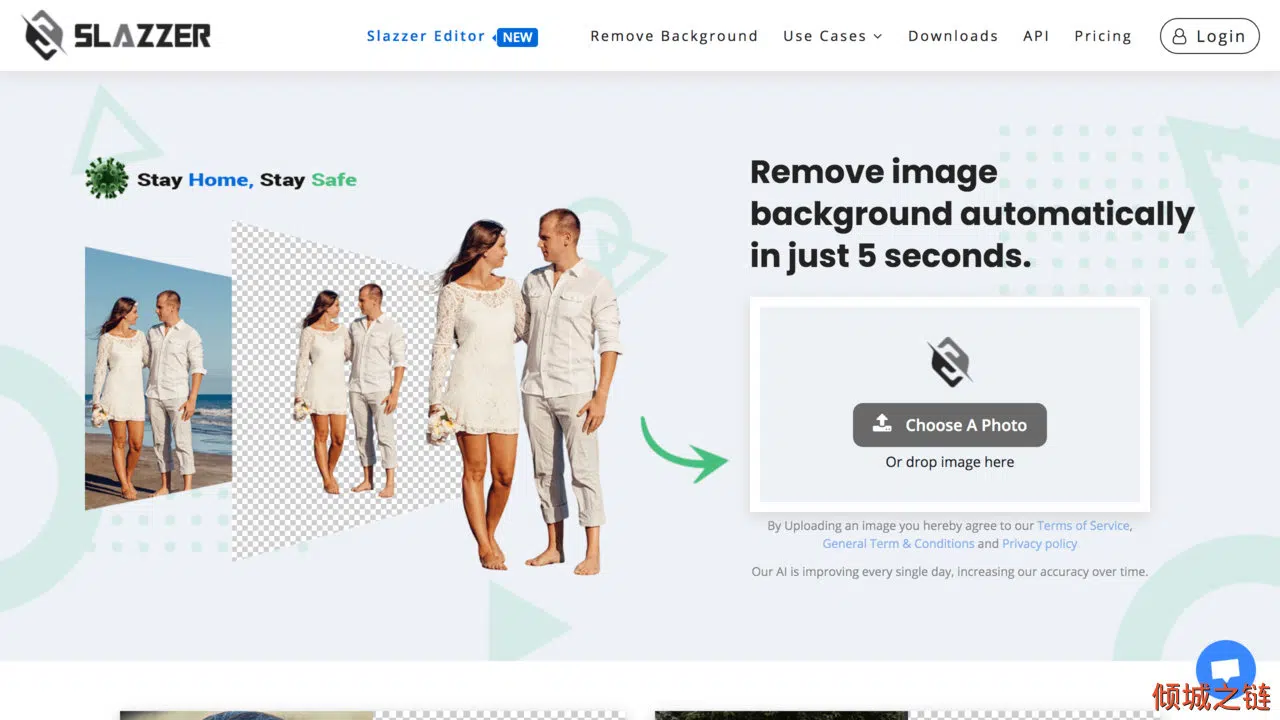 SLAZZER
Slazzer Editor NEW
Remove Background
Use Cases
Downloads
API
Pricing
Login
Stay Home, Stay Safe
Remove image
background automatically
in just 5 seconds.
Choose A Photo
Or drop image here
By Uploading an image you hereby agree to our Terms of Service,
General Term & Conditions and Privacy policy
Our AI is improving every single day, increasing our accuracy over time.
倾城之链